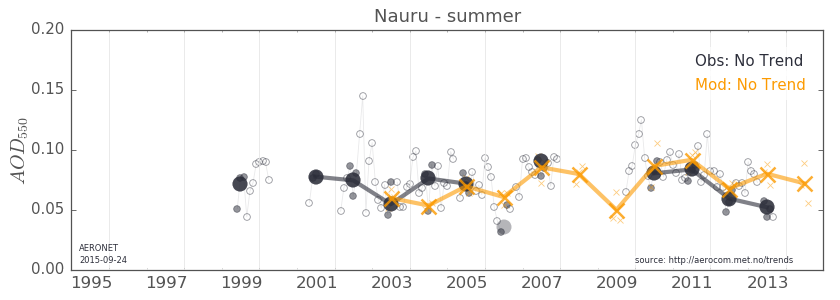 Nauru - summer
0.20
0.15
0.10
0.05
0.00
AOD550
Obs: No Trend
Mod: No Trend
AERONET
2015-09-24
source: http://aerocom.met.no/trends
1995 1997 1999 2001 2003 2005 2007 2009 2011 2013